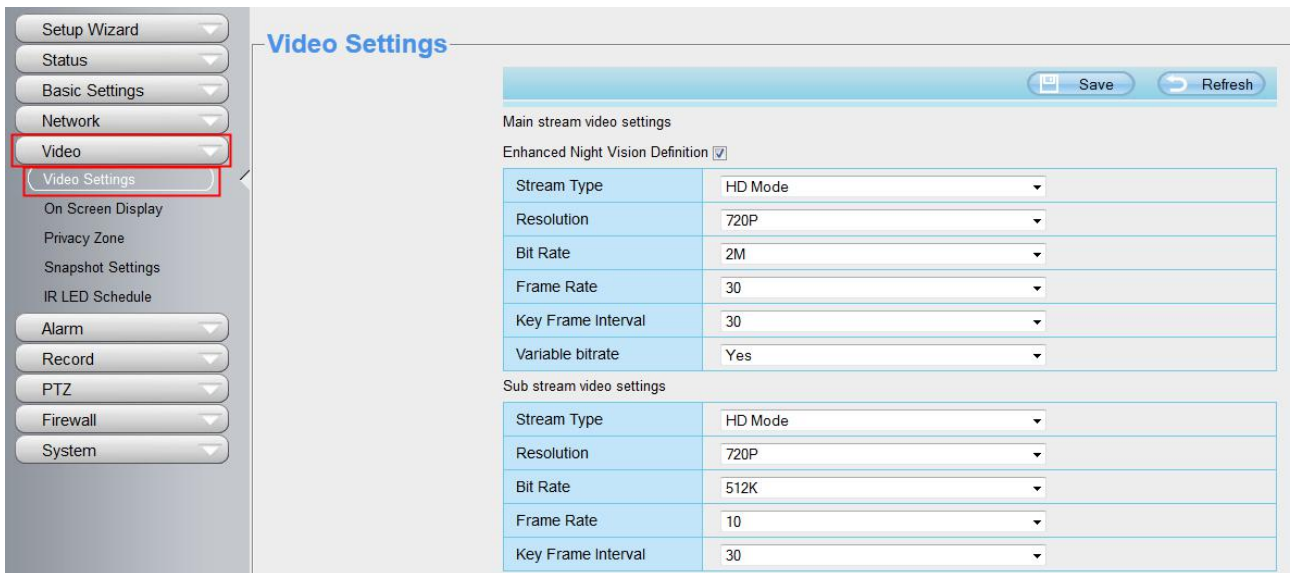 Setup Wizard
Status
Basic Settings
Network
Video
Video Settings
On Screen Display
Privacy Zone
Snapshot Settings
IR LED Schedule
Alarm
Record
PTZ
Firewall
System
Video Settings
Save Refresh
Main stream video settings
Enhanced Night Vision Definition
Stream Type HD Mode
Resolution 720P
Bit Rate 2M
Frame Rate 30
Key Frame Interval 30
Variable bitrate Yes
Sub stream video settings
Stream Type HD Mode
Resolution 720P
Bit Rate 512K
Frame Rate 10
Key Frame Interval 30